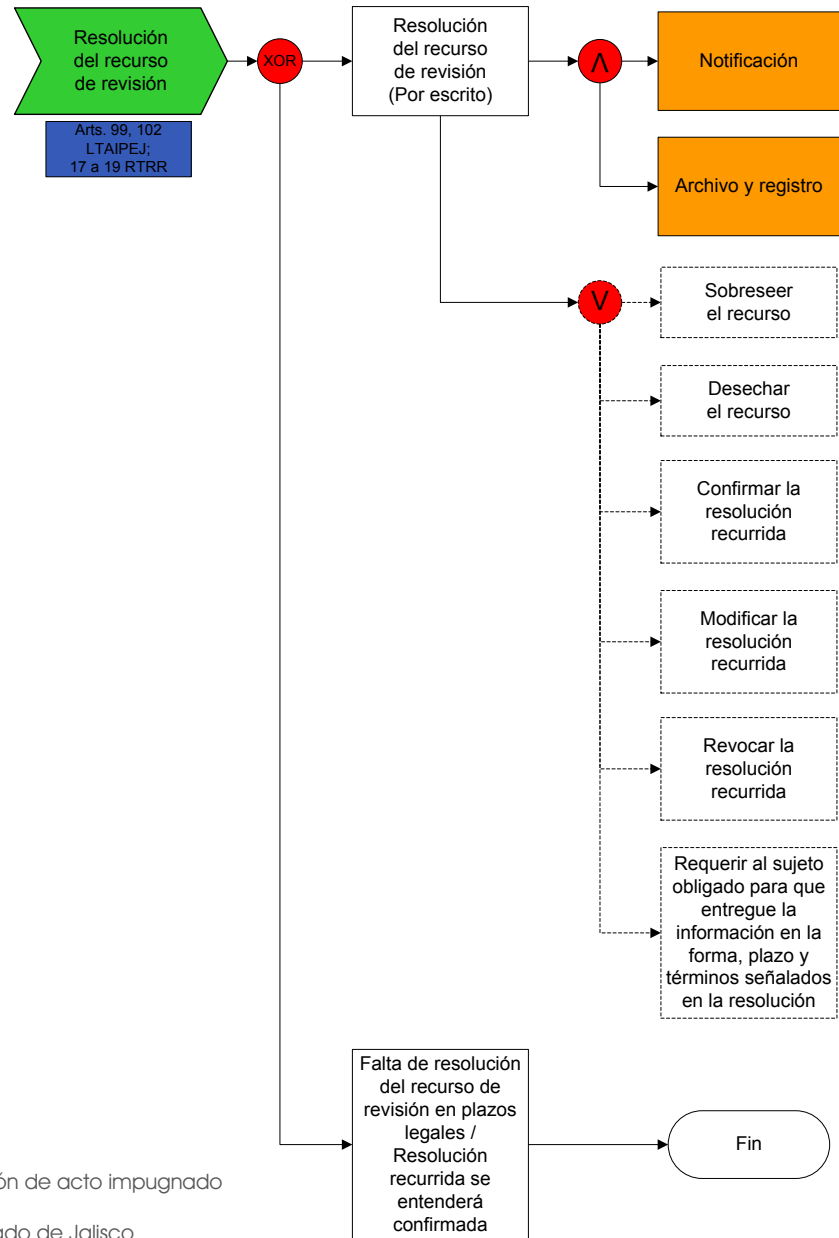 Resolución
del recurso
de revisión
Arts. 99, 102
LTAIPEJ;
17 a 19 RTRR
XOR
Resolución
del recurso
de revisión
(Por escrito)
Λ
Notificación
Archivo y registro
V
Sobreseer
el recurso
Desechar
el recurso
Confirmar la
resolución
recurrida
Modificar la
resolución
recurrida
Revocar la
resolución
recurrida
Requerir al sujeto
obligado para que
entregue la
información en la
forma, plazo y
términos señalados
en la resolución
Falta de resolución
del recurso de
revisión en plazos
legales /
Resolución
recurrida se
entenderá
confirmada
Fin
ón de acto impugnado
ado de Jalisco